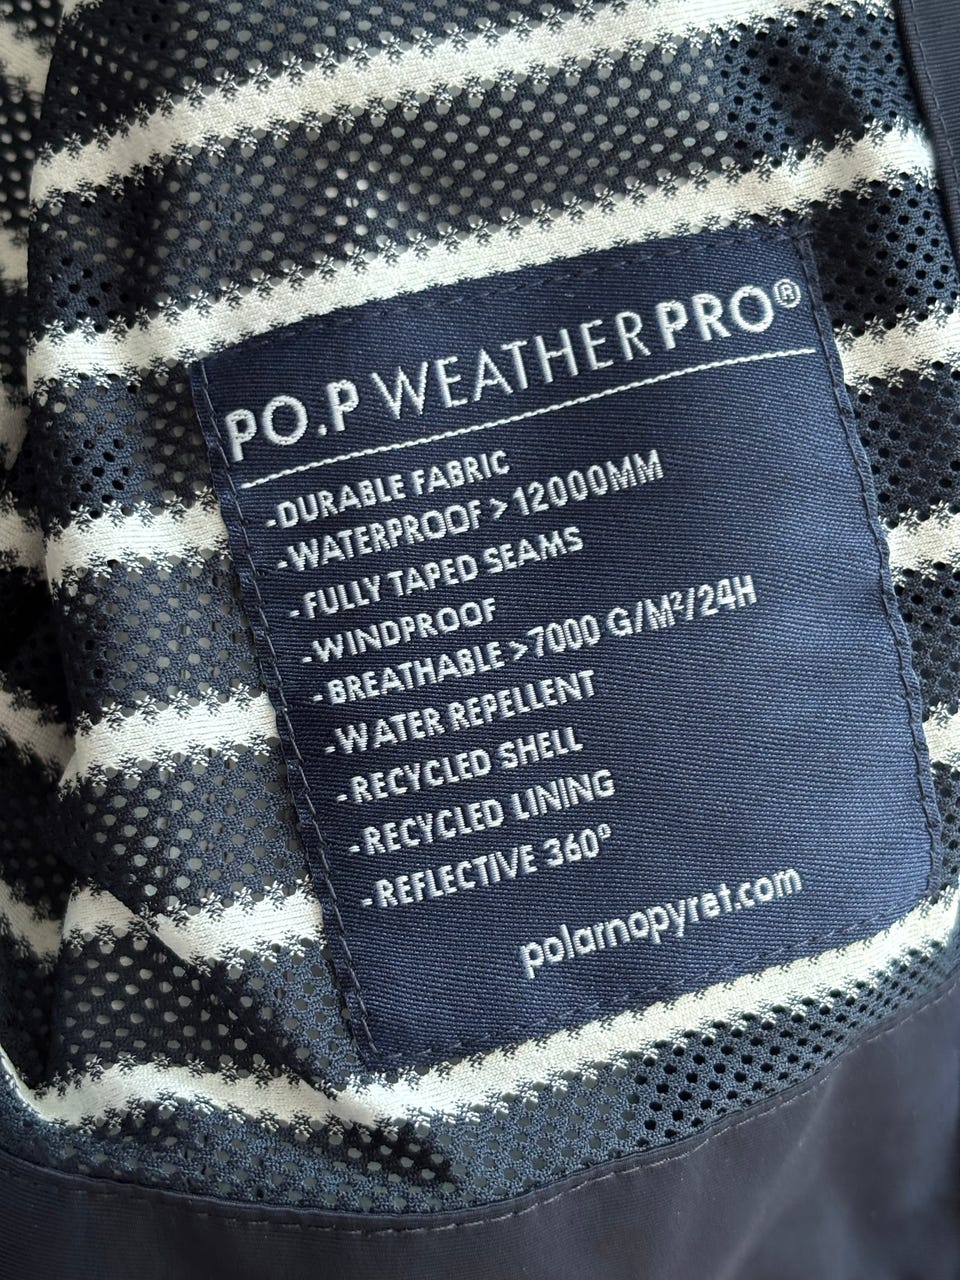 PO.P WEATHERPRO®
-DURABLE FABRIC
-WATERPROOF >12000MM
-FULLY TAPED SEAMS
-WINDPROOF
-BREATHABLE >7000 G/M²/24H
-WATER REPELLENT
-RECYCLED SHELL
-RECYCLED LINING
-REFLECTIVE 360º
polarnopyret.com